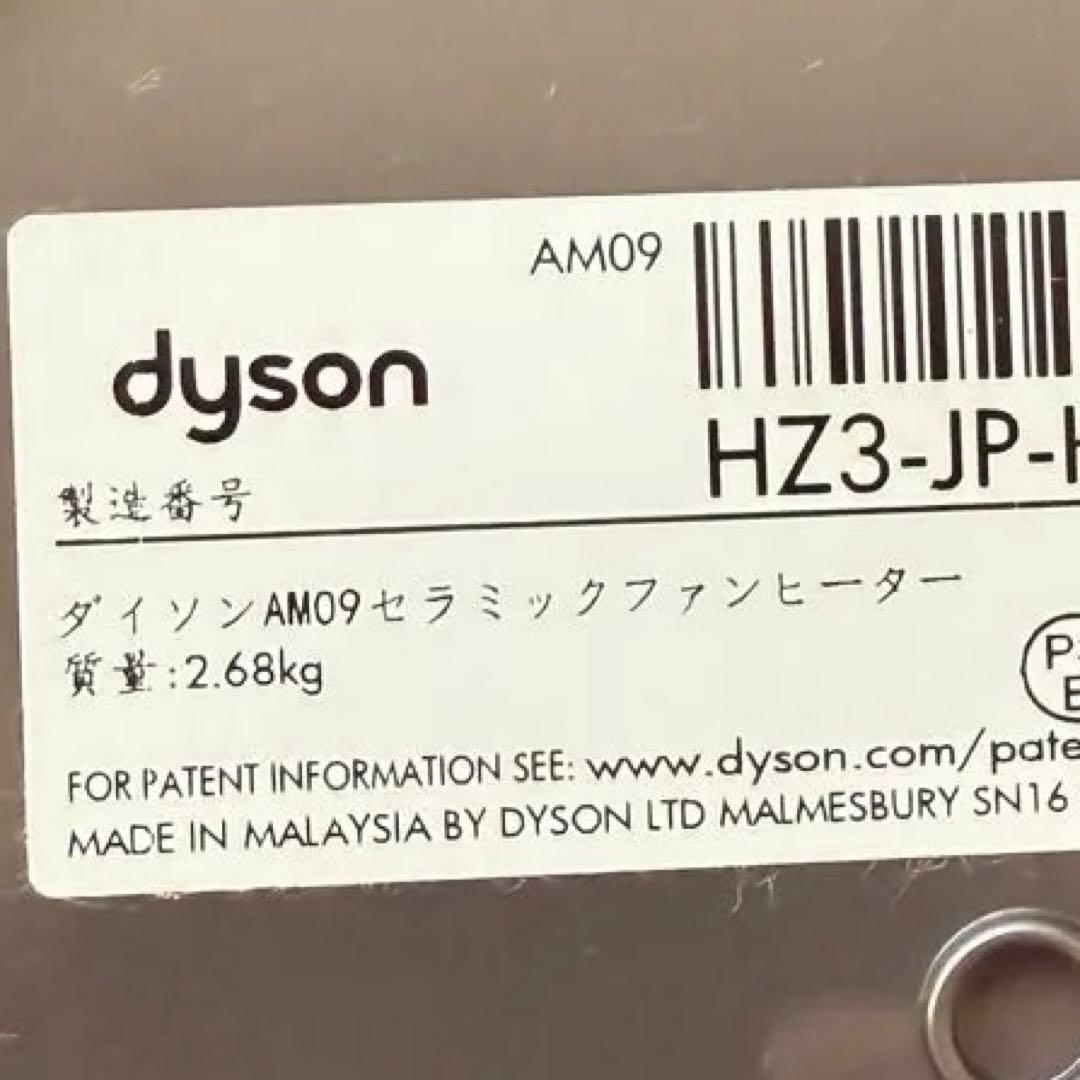 AM09
dyson
HZ3-JP-
製造番号
ダイソンAM09セラミックファンヒーター
質量:2.68kg
FOR PATENT INFORMATION SEE: www.dyson.com/pate
MADE IN MALAYSIA BY DYSON LTD MALMESBURY SN16